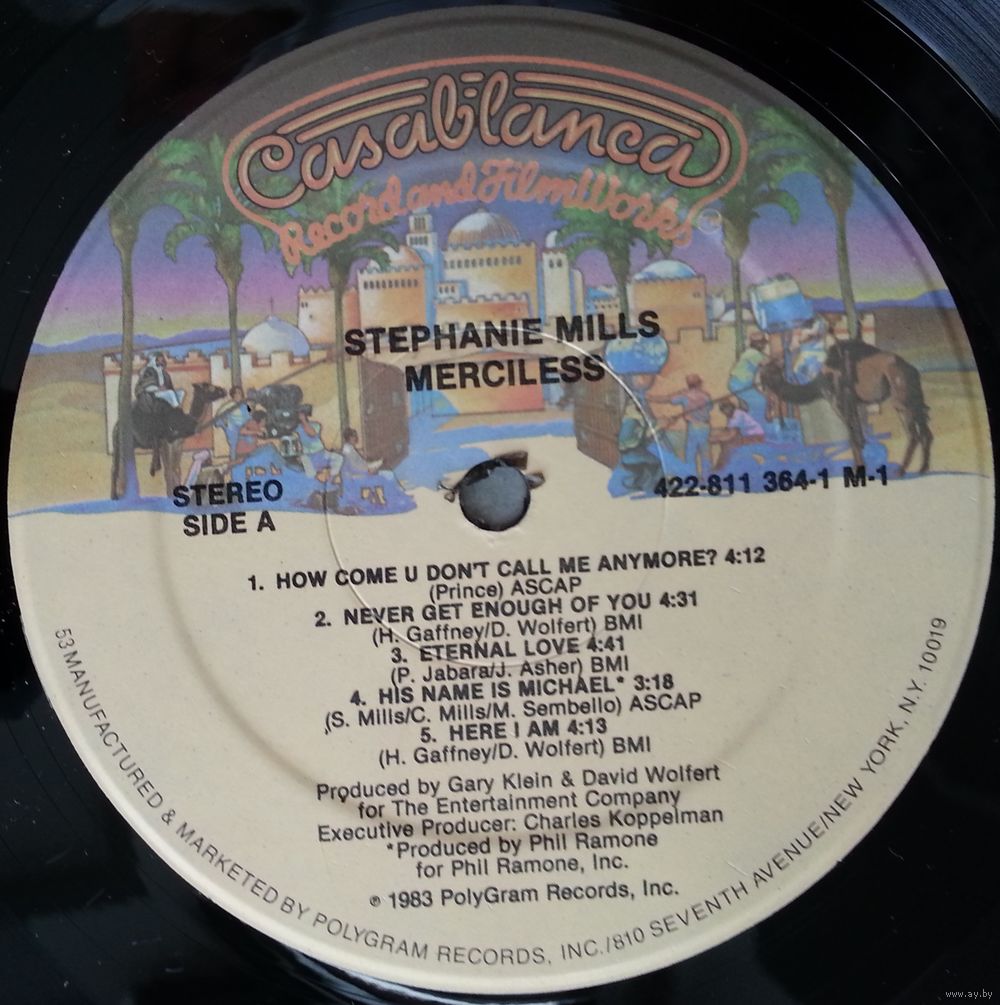 Casablanca
Record and FilmWorks
STEPHANIE MILLS
MERCILESS
STEREO
SIDE A
422-811 364-1 M-1
1. HOW COME U DON'T CALL ME ANYMORE? 4:12
(Prince) ASCAP
2. NEVER GET ENOUGH OF YOU 4:31
(H. Gaffney/D. Wolfert) BMI
3. ETERNAL LOVE 4:41
(P. Jabara/J. Asher) BMI
4. HIS NAME IS MICHAEL* 3:18
(S. Mills/C. Mills/M. Sembello) ASCAP
5. HERE I AM 4:13
(H. Gaffney/D. Wolfert) BMI
Produced by Gary Klein & David Wolfert
for The Entertainment Company
Executive Producer: Charles Koppelman
*Produced by Phil Ramone
for Phil Ramone, Inc.
℗ 1983 PolyGram Records, Inc.
53 MANUFACTURED & MARKETED BY POLYGRAM RECORDS, INC./810 SEVENTH AVENUE/NEW YORK, N.Y. 10019
www.ay.by